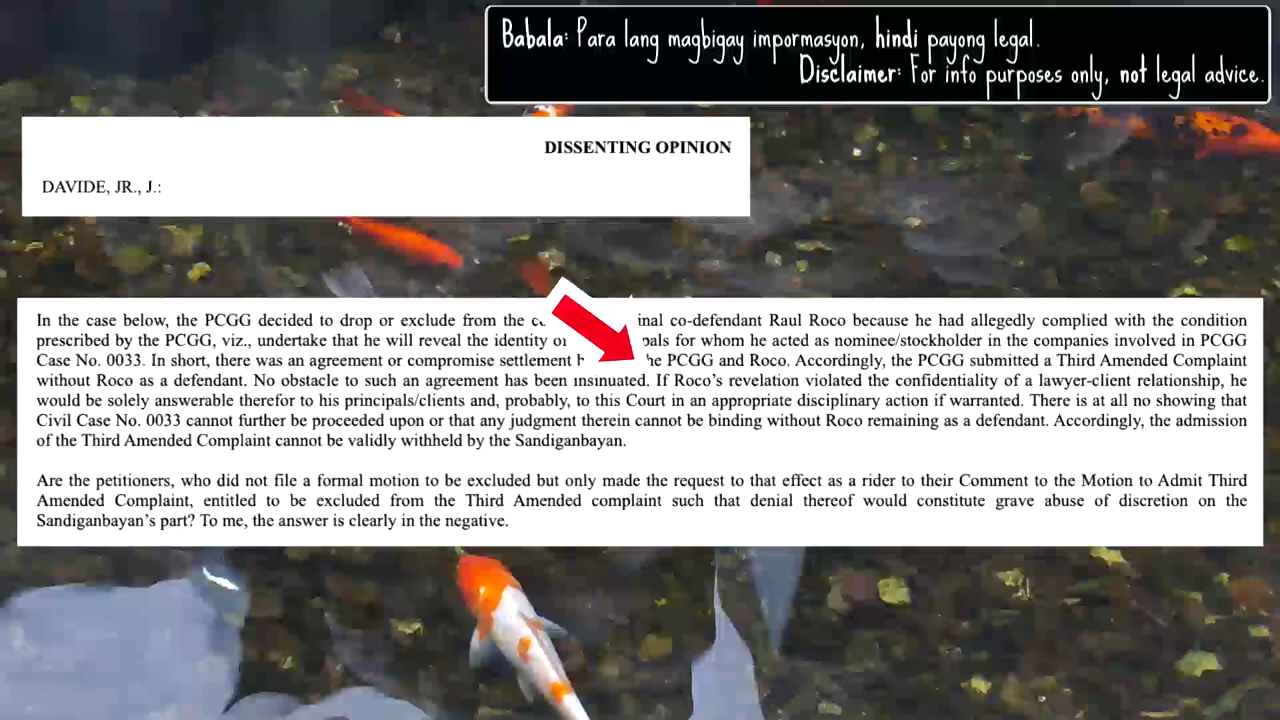 Babala: Para lang magbigay impormasyon, hindi payong legal.
Disclaimer: For info purposes only, not legal advice.
DISSENTING OPINION
DAVIDE, JR., J.:
In the case below, the PCGG decided to drop or exclude from the co-defendant Raul Roco because he had allegedly complied with the condition
prescribed by the PCGG, viz., undertake that he will reveal the identity for whom he acted as nominee/stockholder in the companies involved in PCGG
Case No. 0033. In short, there was an agreement or compromise settlement PCGG and Roco. Accordingly, the PCGG submitted a Third Amended Complaint
without Roco as a defendant. No obstacle to such an agreement has been insinuated. If Roco's revelation violated the confidentiality of a lawyer-client relationship, he
would be solely answerable therefor to his principals/clients and, probably, to this Court in an appropriate disciplinary action if warranted. There is at all no showing that
Civil Case No. 0033 cannot further be proceeded upon or that any judgment therein cannot be binding without Roco remaining as a defendant. Accordingly, the admission
of the Third Amended Complaint cannot be validly withheld by the Sandiganbayan.
Are the petitioners, who did not file a formal motion to be excluded but only made the request to that effect as a rider to their Comment to the Motion to Admit Third
Amended Complaint, entitled to be excluded from the Third Amended complaint such that denial thereof would constitute grave abuse of discretion on the
Sandiganbayan's part? To me, the answer is clearly in the negative.